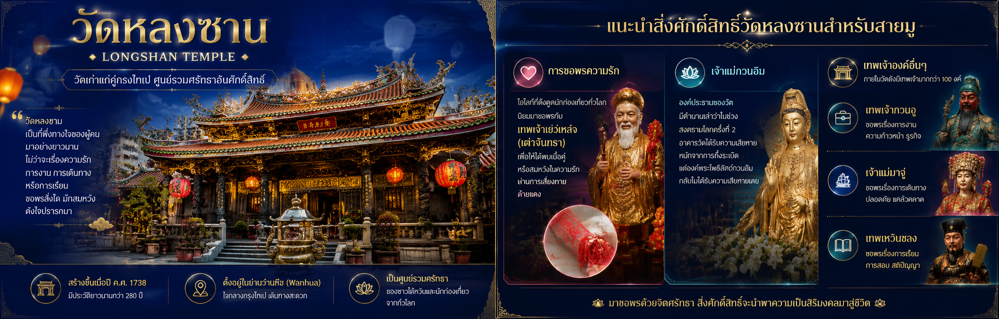 วัดหลงซาน
LONGSHAN TEMPLE
วัดเก่าแก่คู่กรุงไทเป ศูนย์รวมศรัทธาอันศักดิ์สิทธิ์
“
วัดหลงซาม
เป็นที่พึ่งทางใจของผู้คน
มาอย่างยาวนาน
ไม่ว่าจะเรื่องความรัก
การงาน การเดินทาง
หรือการเรียน
ขอพรสิ่งใด มักสมหวัง
ดังใจปรารถนา
สร้างขึ้นเมื่อปี ค.ศ. 1738
มีประวัติยาวนานกว่า 280 ปี
ตั้งอยู่ในย่านว่านหัช (Wanhua)
ใจกลางกรุงไทเป เดินทางสะดวก
เป็นศูนย์รวมศรัทธา
ของชาวไต้หวันและนักท่องเที่ยว
จากทั่วโลก
แนะนำสิ่งศักดิ์สิทธิ์วัดหลงซานสำหรับสายมู
การขอพรความรัก
ไฮไลท์ที่ดึงดูดนักท่องเที่ยวทั่วโลก
นิยมมาขอพรกับ
เทพเจ้าเย่ว์เหล้จ
(เฒ่าจันทรา)
เพื่อให้ได้พบเนื้อคู่
หรือสมหวังในความรัก
ผ่านการเสี่ยงทาย
ด้ายแดง
เจ้าแม่กวนอิม
องค์ประธานของวัด
มีตำนานเล่าว่าในช่วง
สงครามโลกครั้งที่ 2
อาคารวัดได้รับความเสียหาย
หนักจากการทิ้งระเบิด
แต่องค์พระโพธิสัตว์กวนอิม
กลับไม่ได้รับความเสียหายเลย
เทพเจ้าองค์อื่นๆ
ภายในวัดยังมีเทพเจ้ามากกว่า 100 องค์
เทพเจ้ากวนอู
ขอพรเรื่องการงาน
ความก้าวหน้า ธุรกิจ
เจ้าแม่มาจู่
ขอพรเรื่องการเดินทาง
ปลอดภัย แคล้วคลาด
เทพเหวินชลง
ขอพรเรื่องการเรียน
การสอบ สติปัญญา
มาขอพรด้วยจิตศรัทธา สิ่งศักดิ์สิทธิ์จะนำพาความเป็นสิริมงคลมาสู่ชีวิต